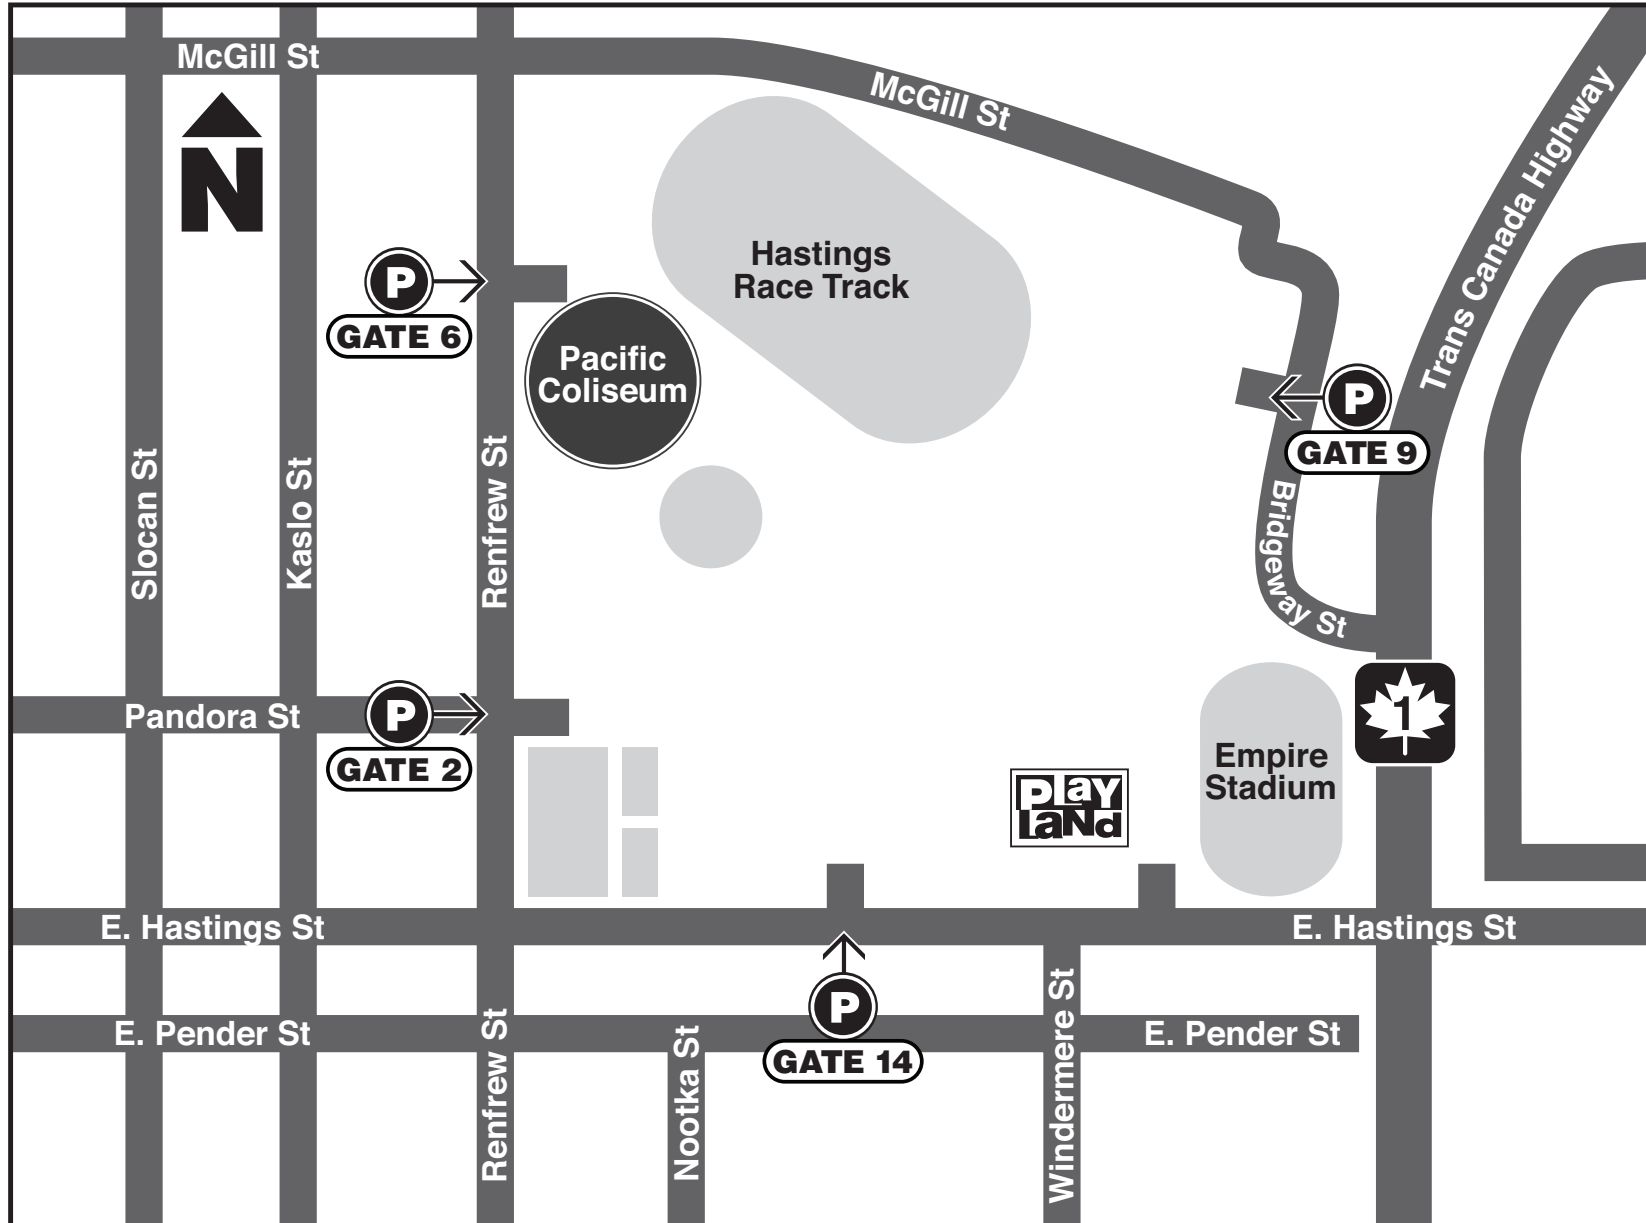 McGill St
McGill St
N
Trans Canada Highway
Hastings
Race Track
P
GATE 6
Pacific
Coliseum
P
GATE 9
Slocan St
Kaslo St
Renfrew St
Bridgeway St
Pandora St
P
GATE 2
1
Empire
Stadium
PLay
LaNd
E. Hastings St
E. Hastings St
P
GATE 14
E. Pender St
E. Pender St
Renfrew St
Nootka St
Windermere St